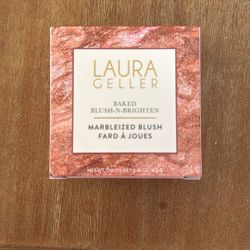 LAURA
GELLER
BAKED
BLUSH-N-BRIGHTEN
MARBLEIZED BLUSH
FARD À JOUES